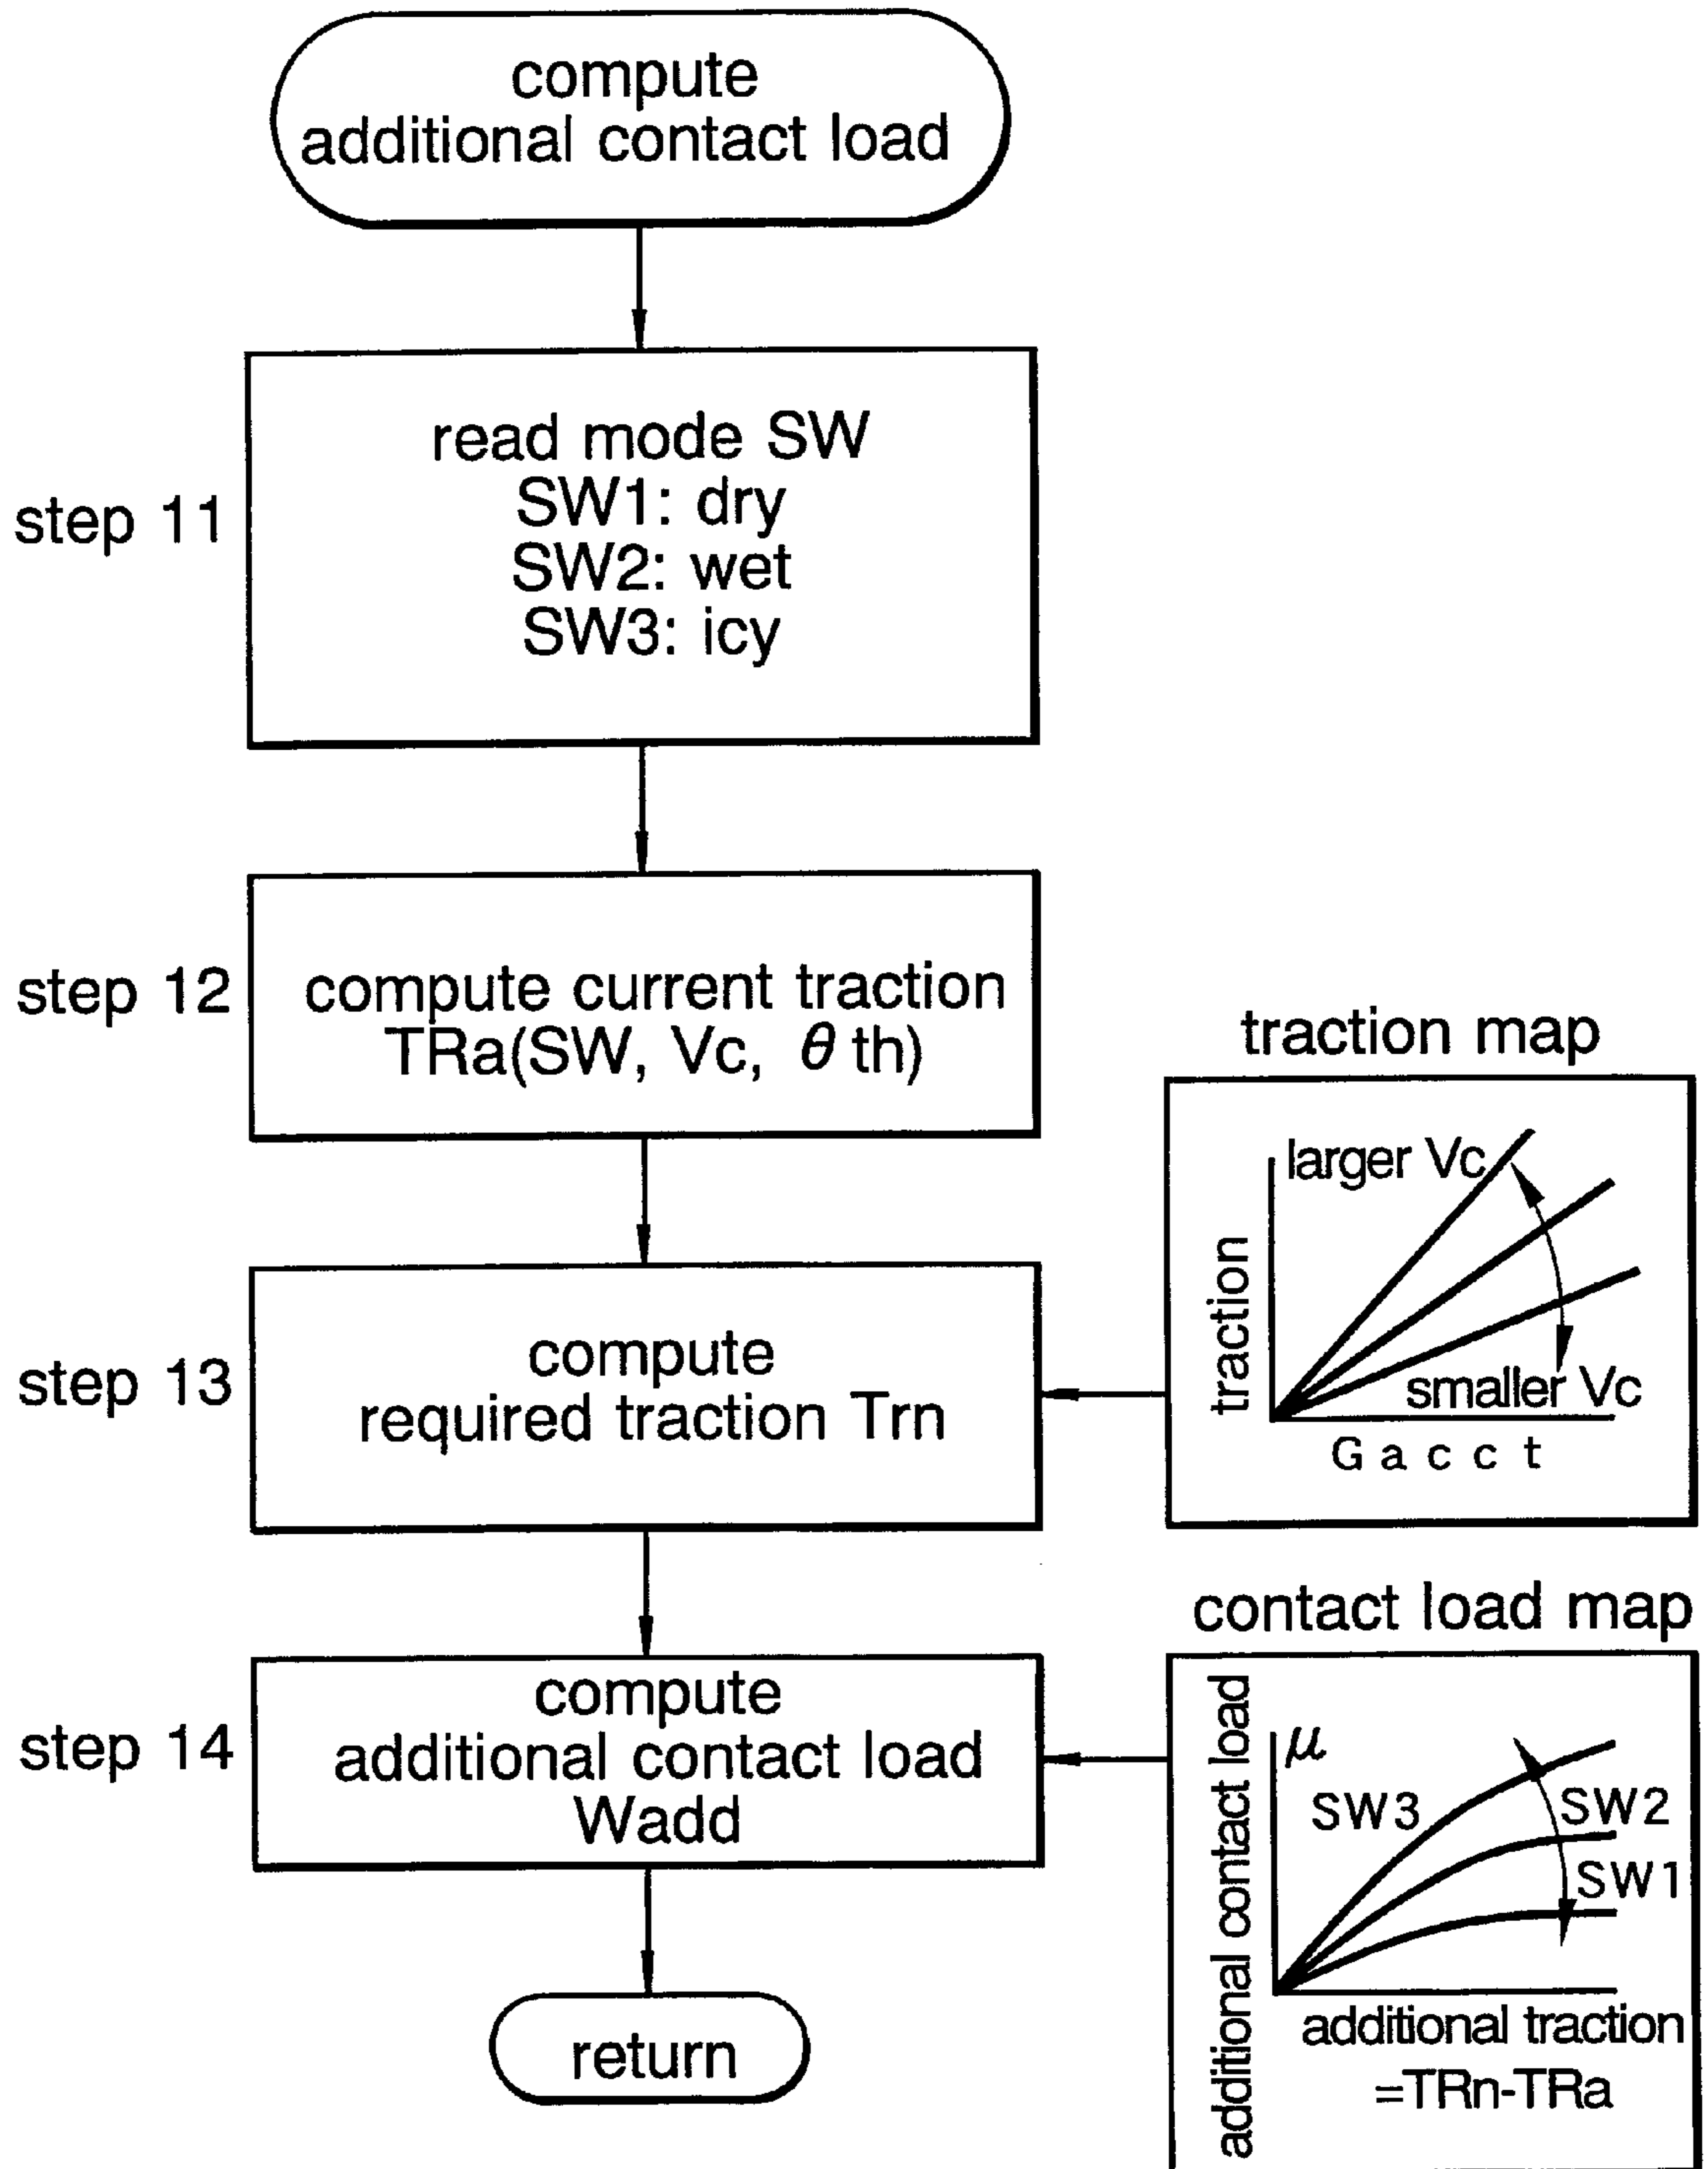 compute
additional contact load
step 11
read mode SW
SW1: dry
SW2: wet
SW3: icy
step 12
compute current traction
TRa(SW, Vc, θ th)
traction map
larger Vc
traction
smaller Vc
Gacct
step 13
compute
required traction Trn
contact load map
step 14
compute
additional contact load
Wadd
additional contact load
μ
SW3
SW2
SW1
additional traction
=TRn-TRa
return